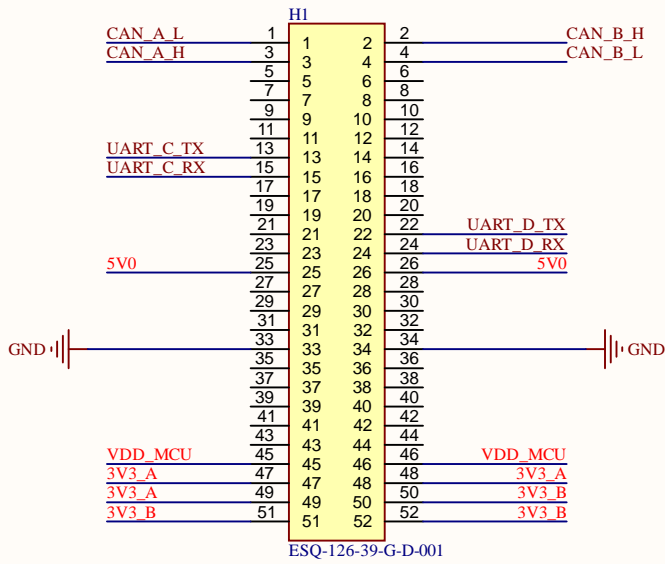 H1
CAN_A_L 1 1 2 2 CAN_B_H
CAN_A_H 3 3 4 4 CAN_B_L
5 5 6 6
7 7 8 8
9 9 10 10
11 11 12 12
UART_C_TX 13 13 14 14
UART_C_RX 15 15 16 16
17 17 18 18
19 19 20 20
21 21 22 22 UART_D_TX
23 23 24 24 UART_D_RX
5V0 25 25 26 26 5V0
27 27 28 28
29 29 30 30
31 31 32 32
GND 33 33 34 34 GND
35 35 36 36
37 37 38 38
39 39 40 40
41 41 42 42
43 43 44 44
VDD_MCU 45 45 46 46 VDD_MCU
3V3_A 47 47 48 48 3V3_A
3V3_A 49 49 50 50 3V3_B
3V3_B 51 51 52 52 3V3_B
ESQ-126-39-G-D-001